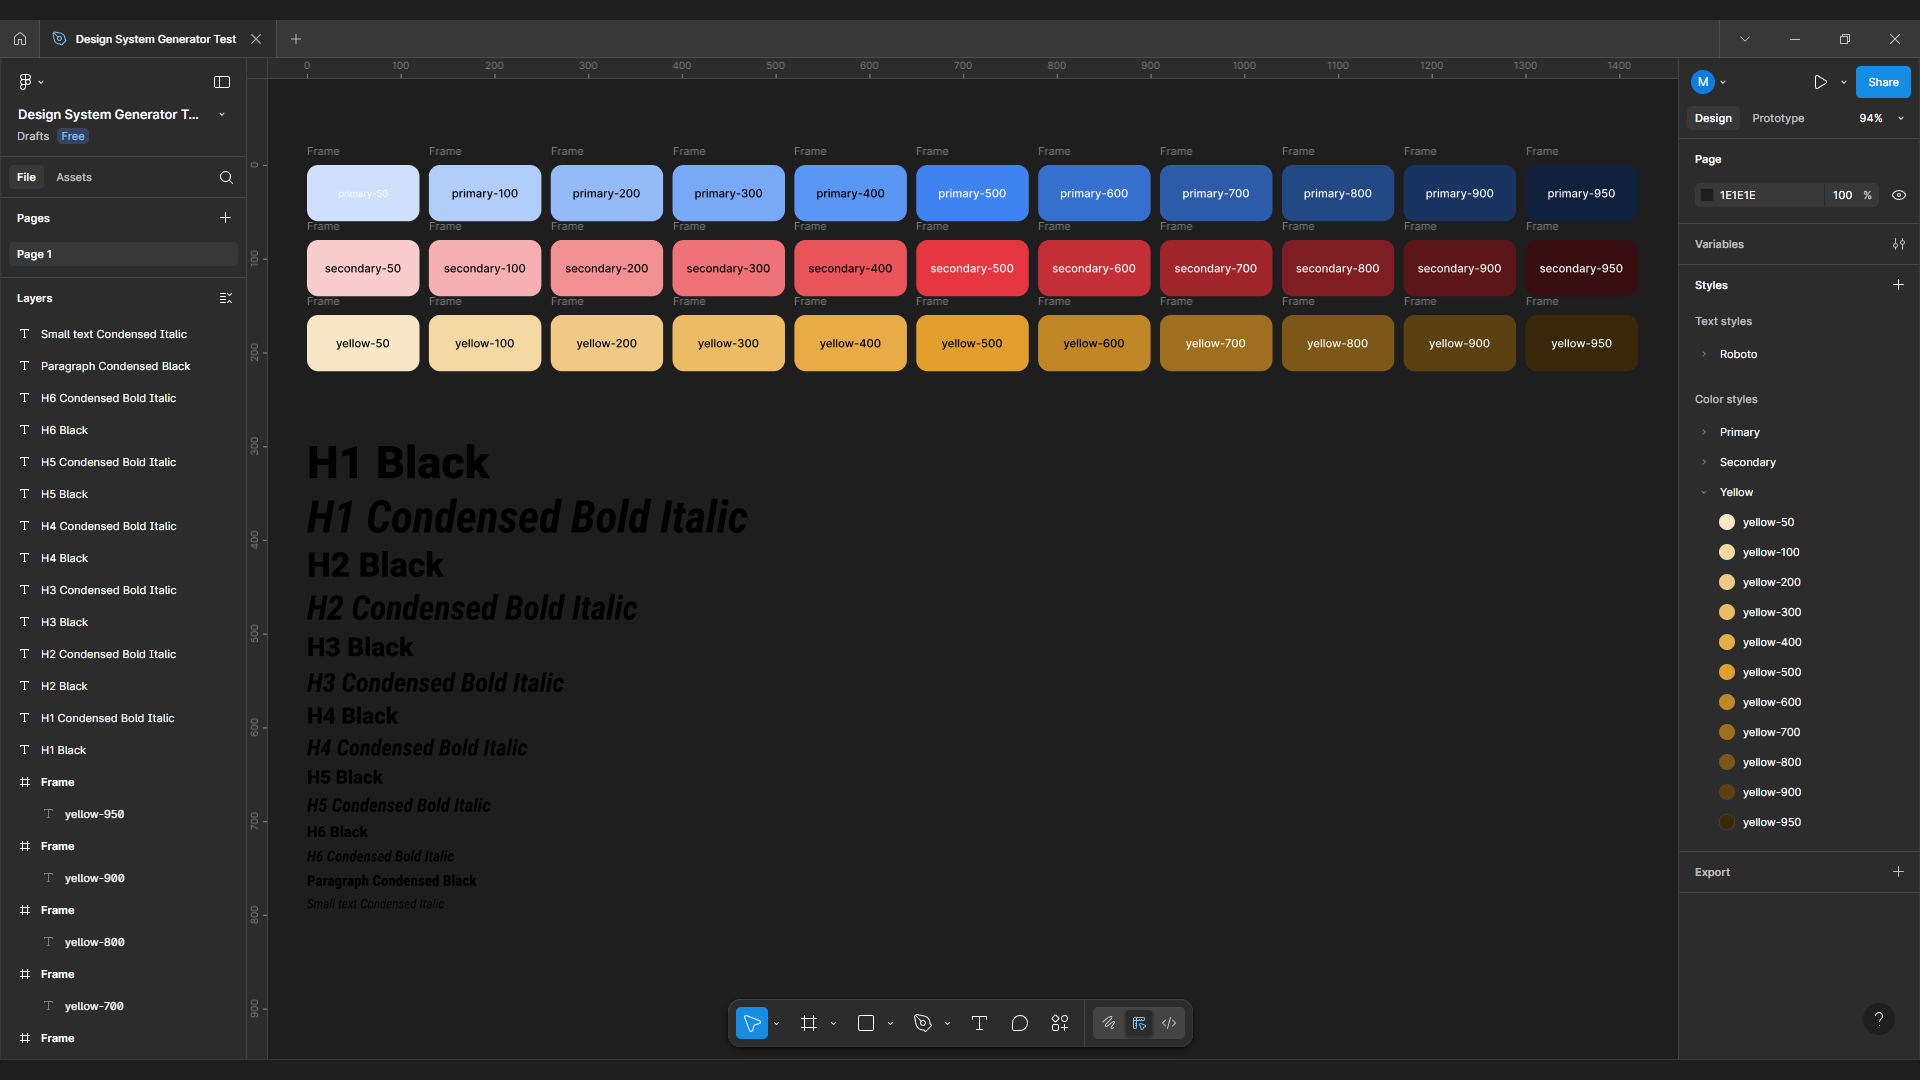 Design System Generator Test
Design System Generator T...
Drafts Free
File Assets
Pages
Page 1
Layers
Small text Condensed Italic
Paragraph Condensed Black
H6 Condensed Bold Italic
H6 Black
H5 Condensed Bold Italic
H5 Black
H4 Condensed Bold Italic
H4 Black
H3 Condensed Bold Italic
H3 Black
H2 Condensed Bold Italic
H2 Black
H1 Condensed Bold Italic
H1 Black
Frame
yellow-950
Frame
yellow-900
Frame
yellow-800
Frame
yellow-700
Frame
0 100 200 300 400 500 600 700 800 900 1000 1100 1200 1300 1400
0
100
200
300
400
500
600
700
800
900
Frame Frame Frame Frame Frame Frame Frame Frame Frame Frame Frame
primary-50 primary-100 primary-200 primary-300 primary-400 primary-500 primary-600 primary-700 primary-800 primary-900 primary-950
Frame Frame Frame Frame Frame Frame Frame Frame Frame Frame Frame
secondary-50 secondary-100 secondary-200 secondary-300 secondary-400 secondary-500 secondary-600 secondary-700 secondary-800 secondary-900 secondary-950
Frame Frame Frame Frame Frame Frame Frame Frame Frame Frame Frame
yellow-50 yellow-100 yellow-200 yellow-300 yellow-400 yellow-500 yellow-600 yellow-700 yellow-800 yellow-900 yellow-950
H1 Black
H1 Condensed Bold Italic
H2 Black
H2 Condensed Bold Italic
H3 Black
H3 Condensed Bold Italic
H4 Black
H4 Condensed Bold Italic
H5 Black
H5 Condensed Bold Italic
H6 Black
H6 Condensed Bold Italic
Paragraph Condensed Black
Small text Condensed Italic
M Share
Design Prototype 94%
Page
1E1E1E 100 %
Variables
Styles
Text styles
Roboto
Color styles
Primary
Secondary
Yellow
yellow-50
yellow-100
yellow-200
yellow-300
yellow-400
yellow-500
yellow-600
yellow-700
yellow-800
yellow-900
yellow-950
Export
?